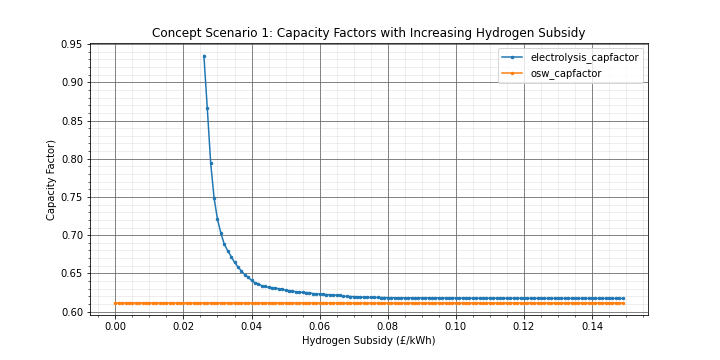 Concept Scenario 1: Capacity Factors with Increasing Hydrogen Subsidy
electrolysis_capfactor
osw_capfactor
Capacity Factor)
0.95
0.90
0.85
0.80
0.75
0.70
0.65
0.60
0.00 0.02 0.04 0.06 0.08 0.10 0.12 0.14
Hydrogen Subsidy (£/kWh)